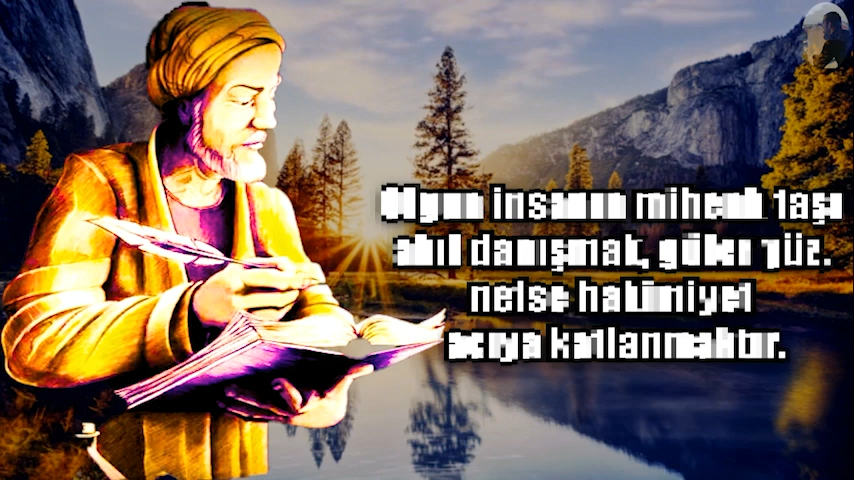 Olgun insanın mihenk taşı
akıl danışmak, güler yüz.
nefse hakimiyet
acıya katlanmaktır.